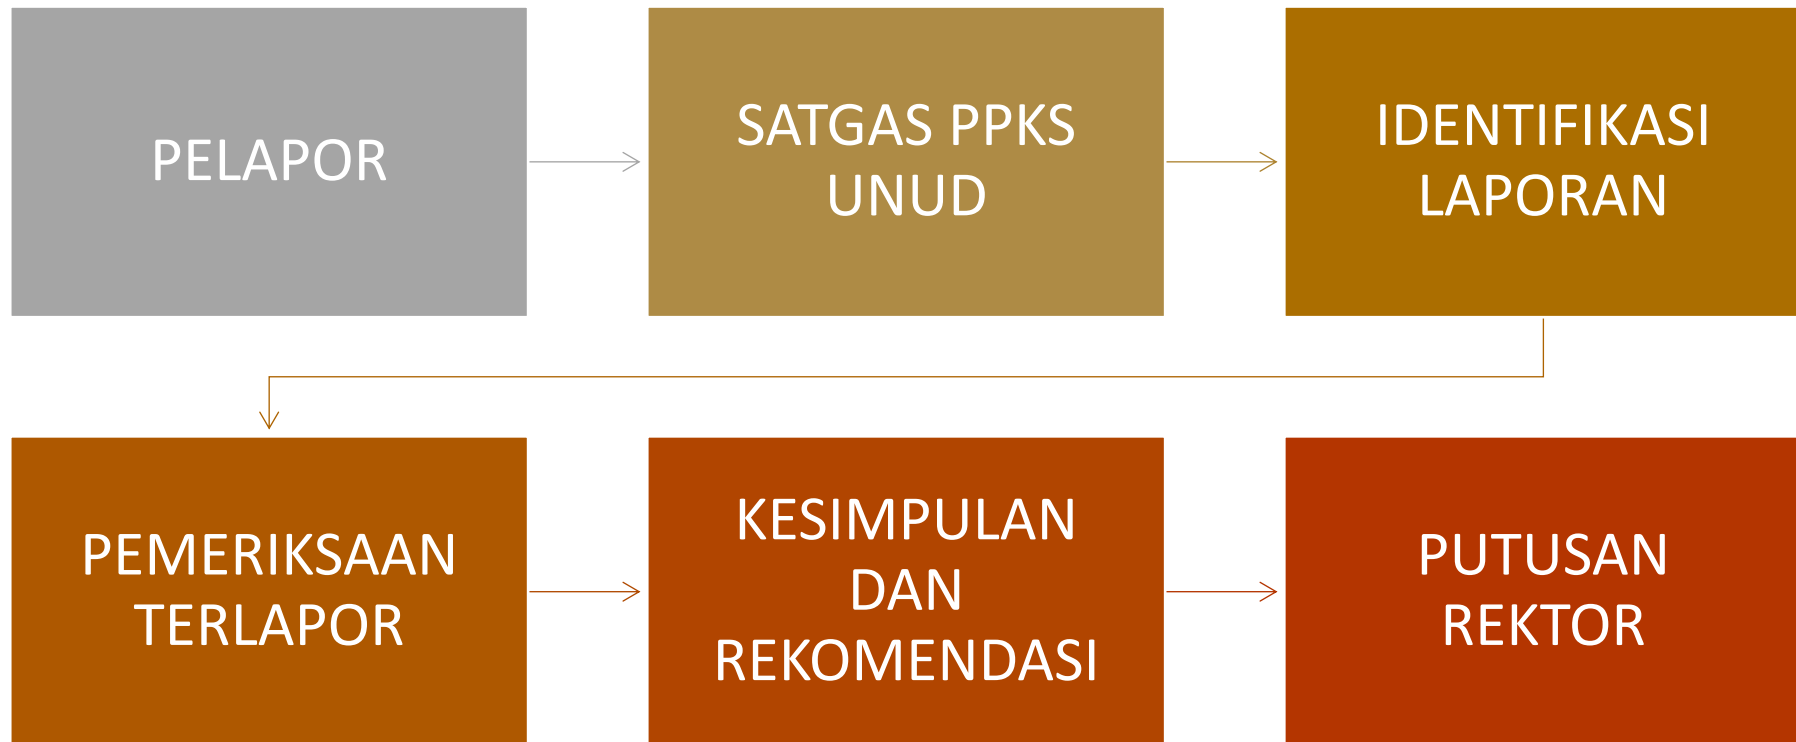 PELAPOR
SATGAS PPKS
UNUD
IDENTIFIKASI
LAPORAN
PEMERIKSAAN
TERLAPOR
KESIMPULAN
DAN
REKOMENDASI
PUTUSAN
REKTOR